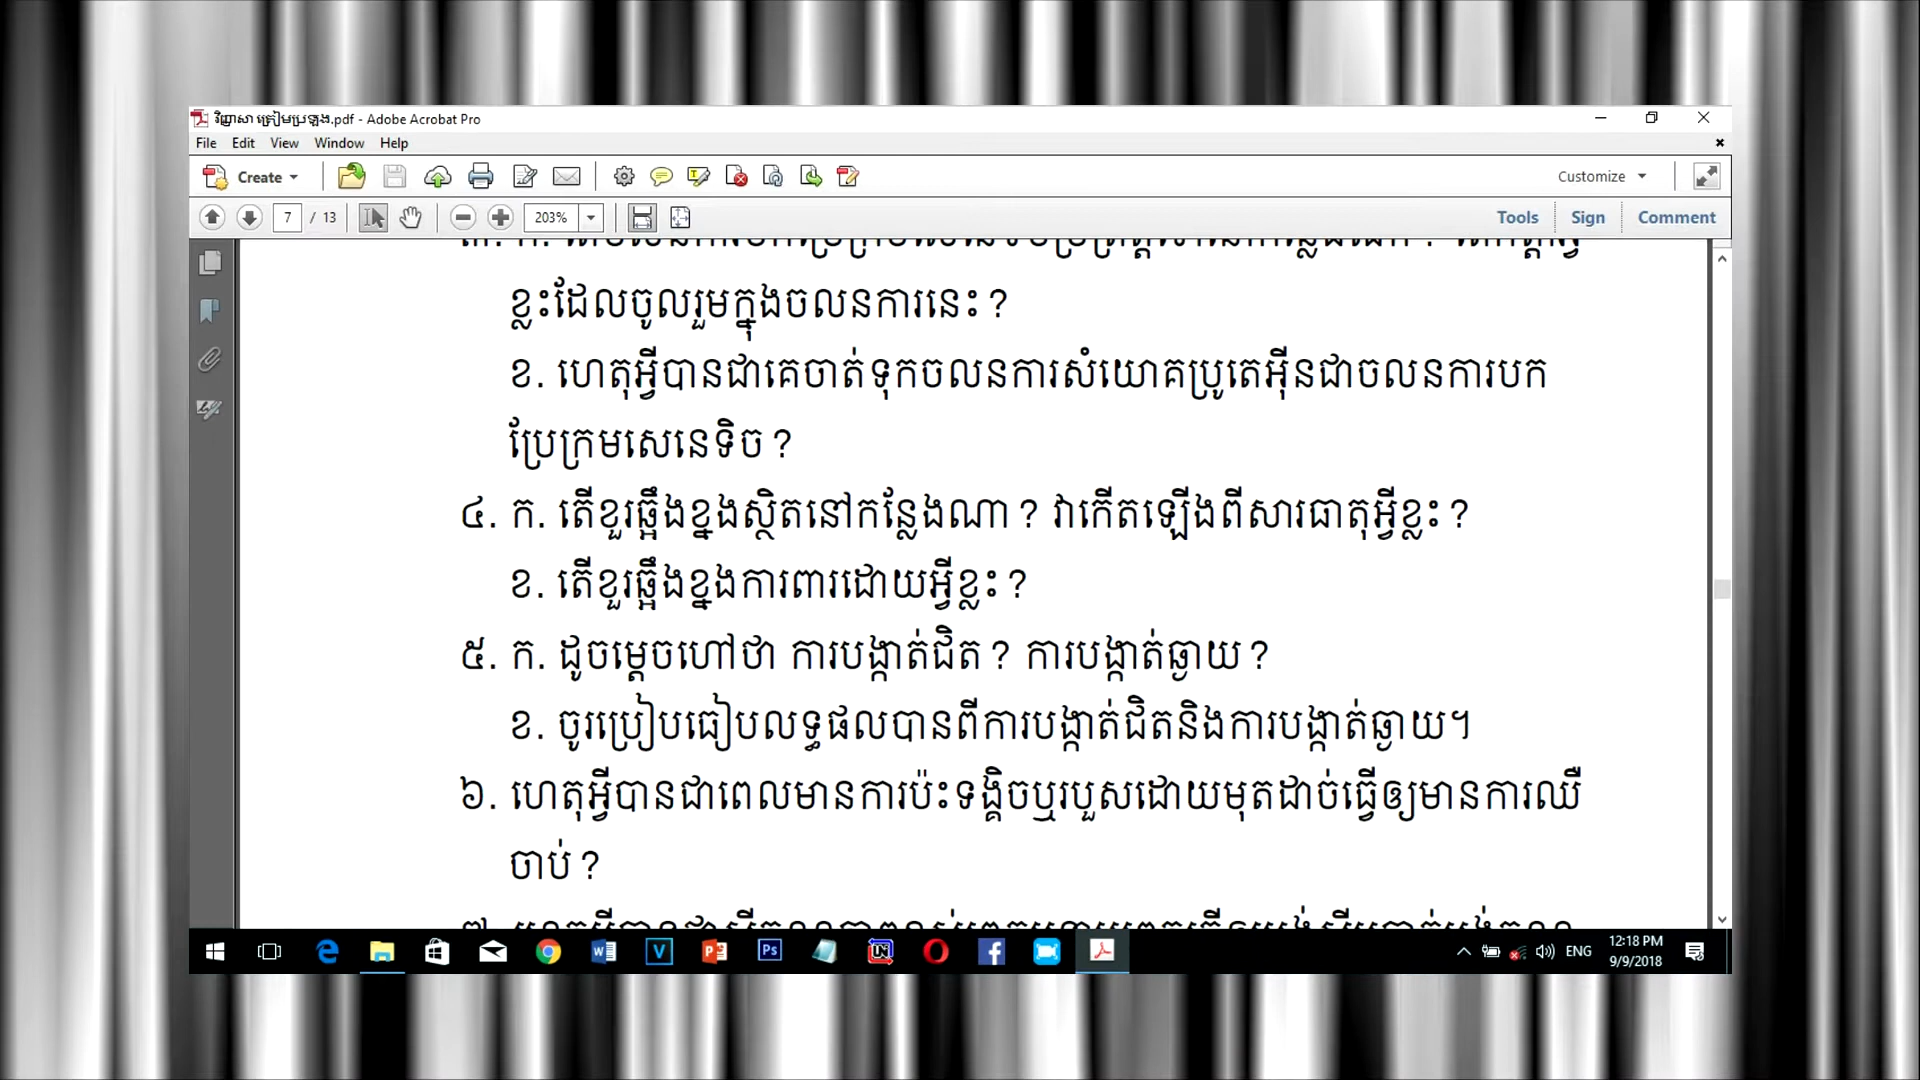 វិញ្ញាសា ត្រៀមប្រឡង.pdf - Adobe Acrobat Pro
File Edit View Window Help
Create
Customize
7 / 13
203%
Tools Sign Comment
ខ្លះដែលចូលរួមក្នុងចលនការនេះ ?
ខ. ហេតុអ្វីបានជាគេចាត់ទុកចលនការសំយោគប្រូតេអ៊ីនជាចលនការបក
ប្រែក្រមសេនេទិច ?
៤. ក. តើខួរឆ្អឹងខ្នងស្ថិតនៅកន្លែងណា ? វាកើតឡើងពីសារធាតុអ្វីខ្លះ ?
ខ. តើខួរឆ្អឹងខ្នងការពារដោយអ្វីខ្លះ ?
៥. ក. ដូចម្តេចហៅថា ការបង្កាត់ជិត ? ការបង្កាត់ឆ្ងាយ ?
ខ. ចូរប្រៀបធៀបលទ្ធផលបានពីការបង្កាត់ជិតនិងការបង្កាត់ឆ្ងាយ។
៦. ហេតុអ្វីបានជាពេលមានការប៉ះទង្គិចឬរបួសដោយមុតដាច់ធ្វើឲ្យមានការឈឺ
ចាប់ ?
ENG
12:18 PM
9/9/2018